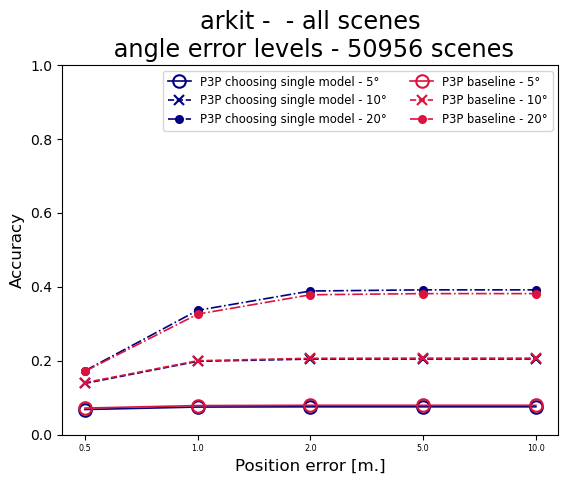 arkit -  - all scenes
angle error levels - 50956 scenes
P3P choosing single model - 5°
P3P choosing single model - 10°
P3P choosing single model - 20°
P3P baseline - 5°
P3P baseline - 10°
P3P baseline - 20°
Accuracy
1.0
0.8
0.6
0.4
0.2
0.0
0.5 1.0 2.0 5.0 10.0
Position error [m.]